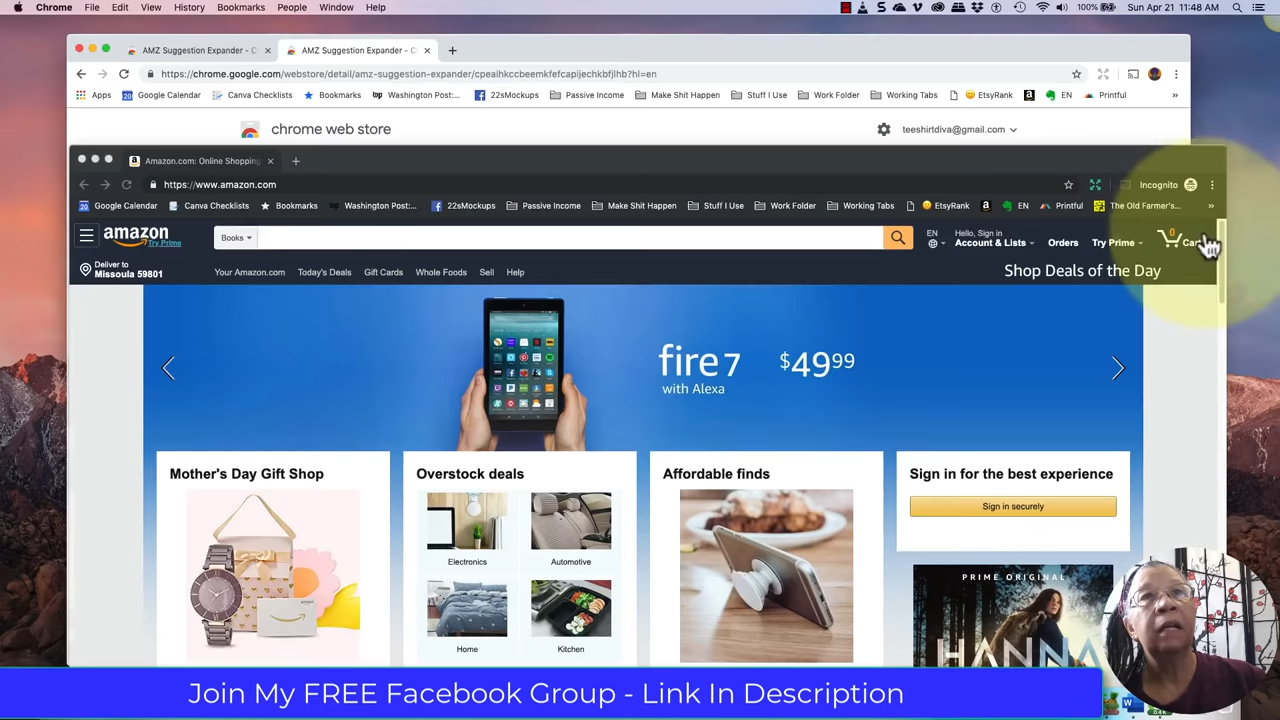 Chrome File Edit View History Bookmarks People Window Help 100% Sun Apr 21 11:48 AM
AMZ Suggestion Expander - C AMZ Suggestion Expander - C
https://chrome.google.com/webstore/detail/amz-suggestion-expander/cpeaihkccbeemkfefcapijechkbfjlhb?hl=en
Apps Google Calendar Canva Checklists Bookmarks Washington Post:... 22sMockups Passive Income Make Shit Happen Stuff I Use Work Folder Working Tabs EtsyRank EN Printful »
chrome web store teeshirtdiva@gmail.com
Amazon.com: Online Shopping
https://www.amazon.com Incognito
Google Calendar Canva Checklists Bookmarks Washington Post:... 22sMockups Passive Income Make Shit Happen Stuff I Use Work Folder Working Tabs EtsyRank EN Printful The Old Farmer's... »
amazon
Try Prime
Books
EN
Hello, Sign in
Account & Lists Orders Try Prime 0 Cart
Deliver to
Missoula 59801
Your Amazon.com Today's Deals Gift Cards Whole Foods Sell Help Shop Deals of the Day
fire 7 $49.99
with Alexa
Mother's Day Gift Shop Overstock deals Affordable finds Sign in for the best experience
Sign in securely
Electronics Automotive
PRIME ORIGINAL
HANNA
Home Kitchen
Join My FREE Facebook Group - Link In Description